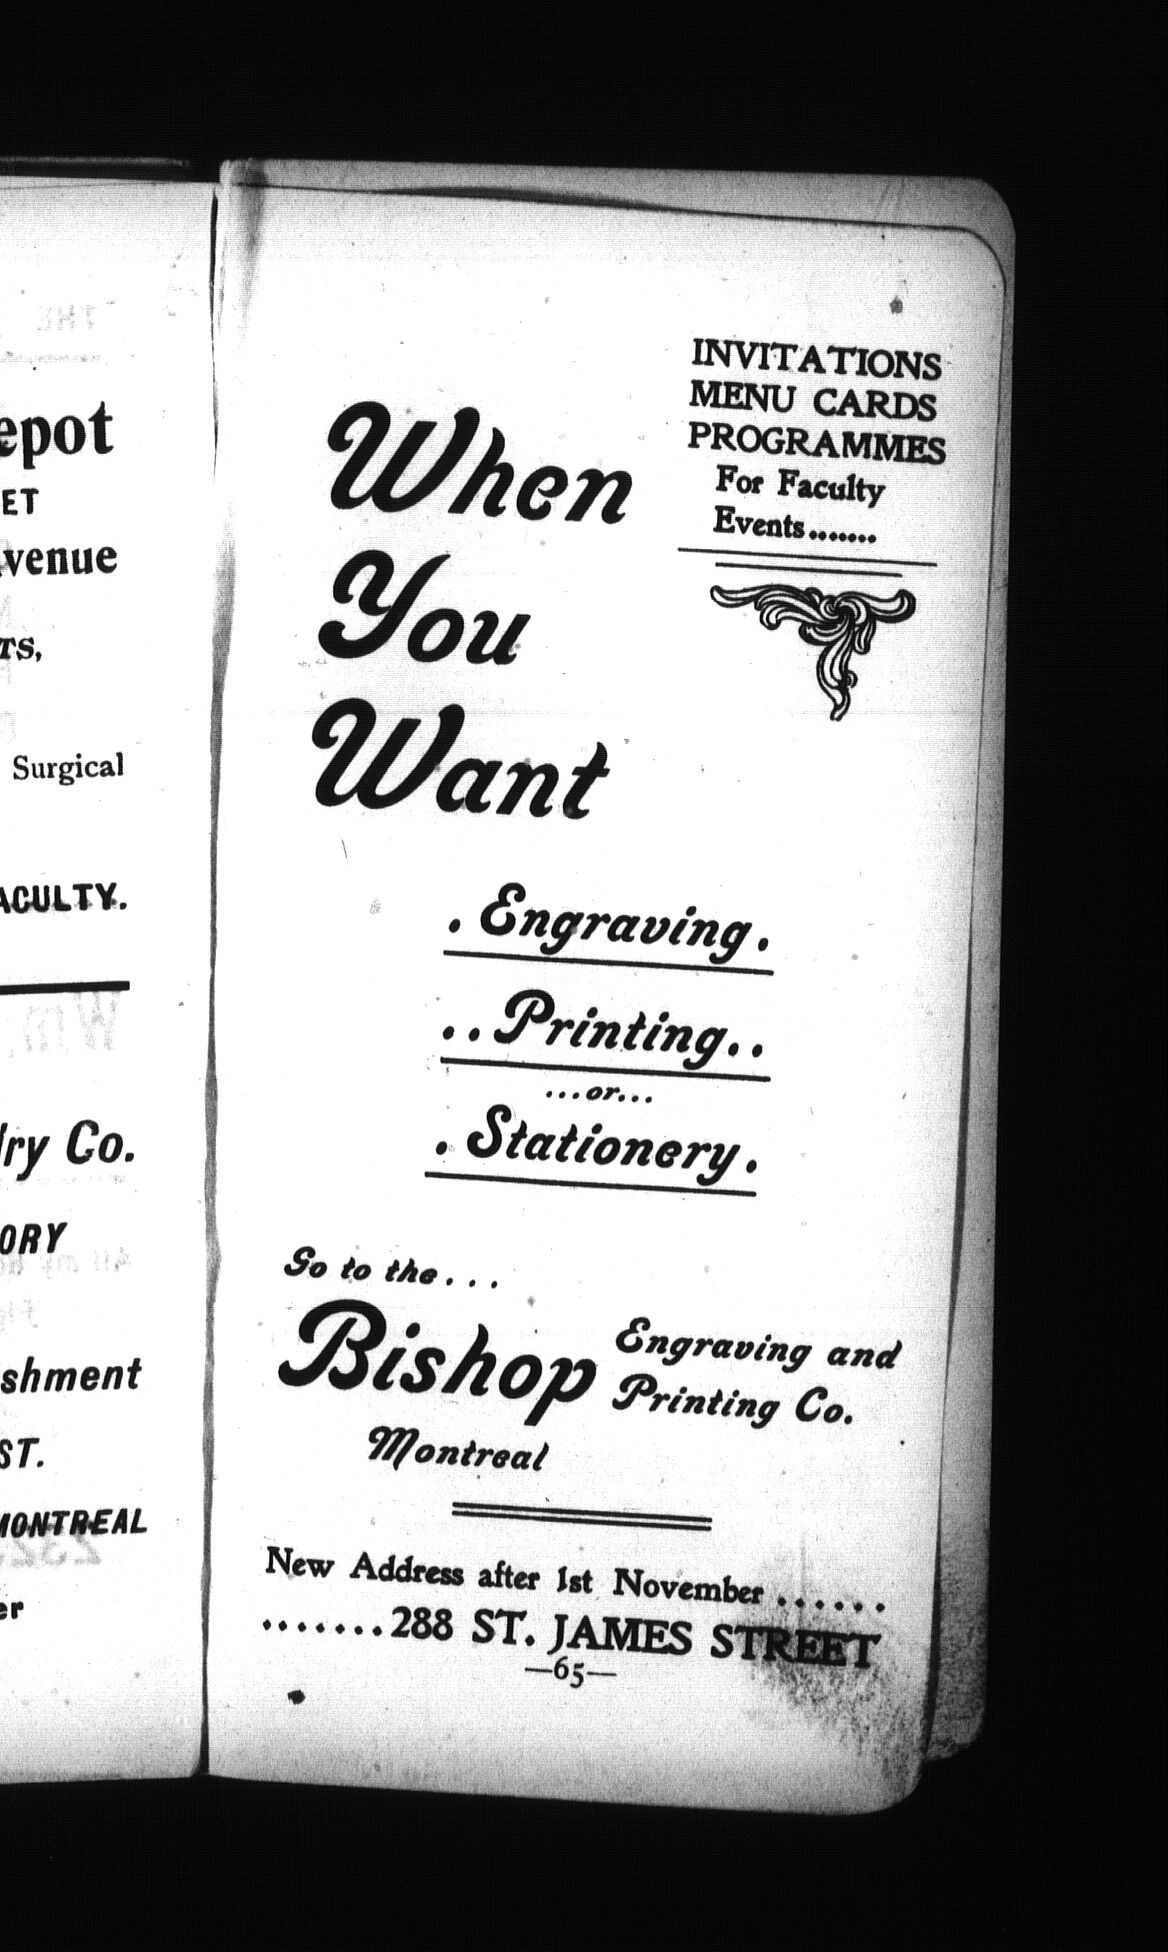 epot
ET
venue
TS,
Surgical
ACULTY.
ry Co.
ORY
shment
ST.
MONTREAL
er
INVITATIONS
MENU CARDS
PROGRAMMES
For Faculty
Events.......
When
You
Want
. Engraving .
. . Printing . .
...or...
. Stationery .
Go to the . . .
Bishop Engraving and
Printing Co.
Montreal
New Address after 1st November ......
.......288 ST. JAMES STREET
—65—